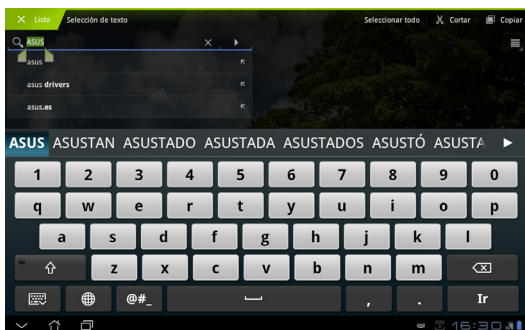 Listo Selección de texto Seleccionar todo Cortar Copiar
ASUS
asus
asus drivers
asus.es
ASUS ASUSTAN ASUSTADO ASUSTADA ASUSTADOS ASUSTÓ ASUSTA
1 2 3 4 5 6 7 8 9 0
q w e r t y u i o p
a s d f g h j k l
z x c v b n m
@#_ , . Ir
16:30